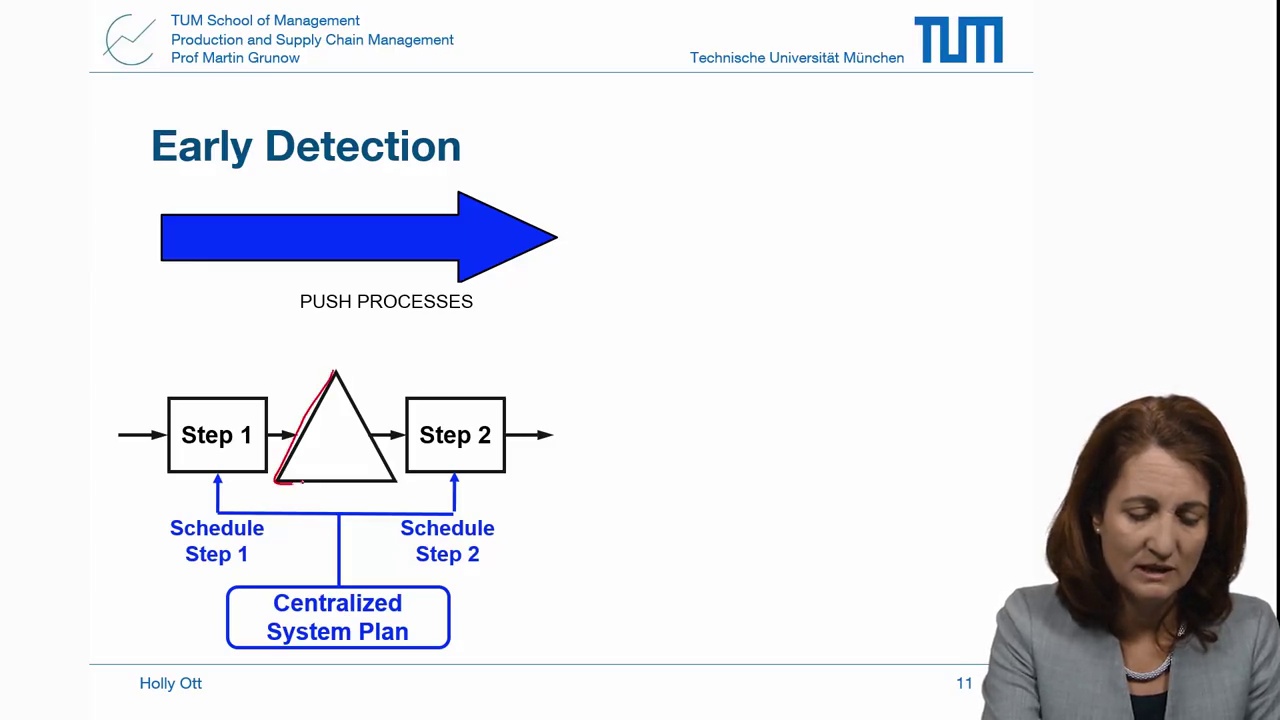 TUM School of Management
Production and Supply Chain Management
Prof Martin Grunow
Technische Universität München
TUM
Early Detection
PUSH PROCESSES
Step 1
Step 2
Schedule
Step 1
Schedule
Step 2
Centralized
System Plan
Holly Ott
11